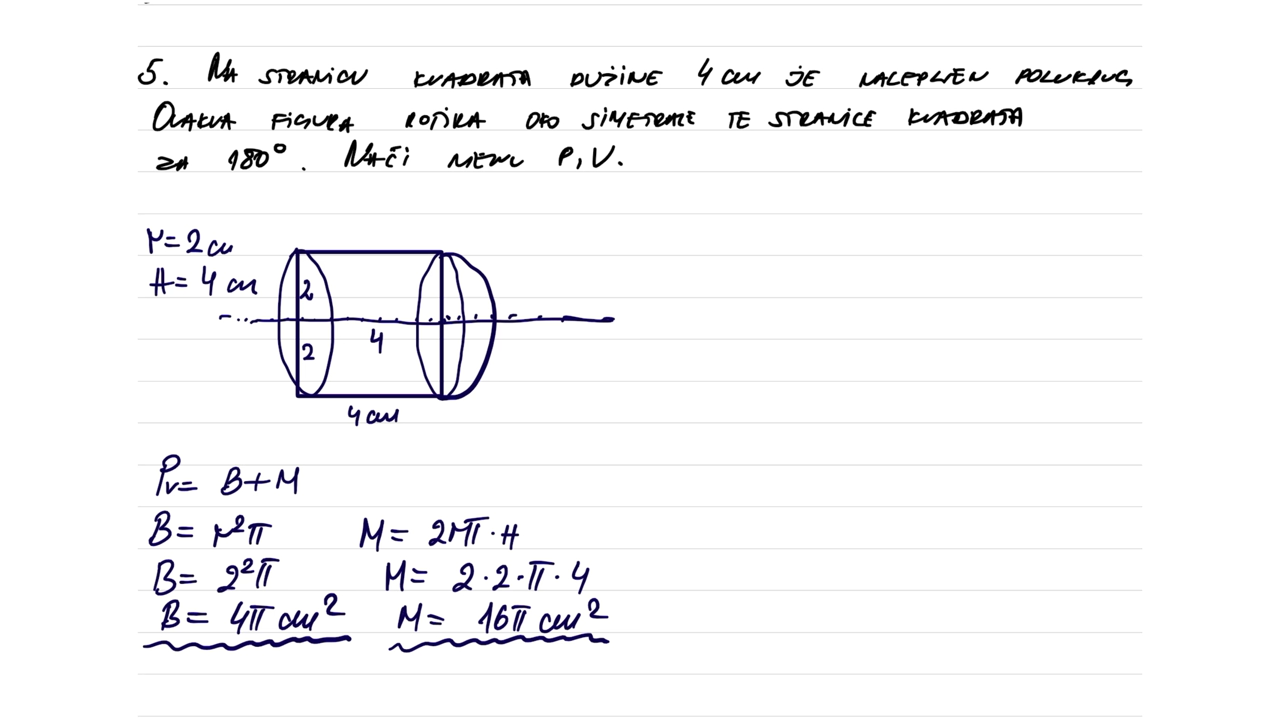 5. NA STRANICU KVADRATA DUŽINE 4 cm JE NALEPLJEN POLUKRUG,
OVAKVA FIGURA ROTIRA OKO SIMETRALE TE STRANICE KVADRATA
ZA 180°. NAĆI NJENU P, V.
r = 2 cm
H = 4 cm
2
2
4
4 cm
Pv = B + M
B = r²π M = 2rπ · H
B = 2²π M = 2 · 2 · π · 4
B = 4π cm² M = 16π cm²